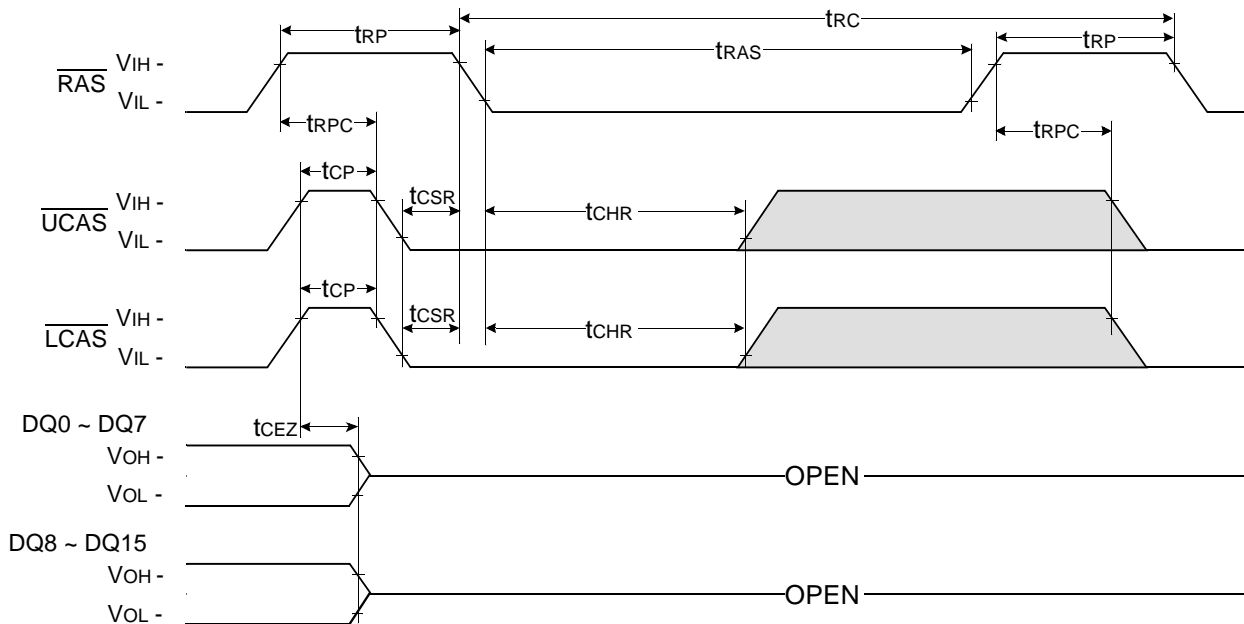 tRC
tRP
tRAS
tRP
RAS
VIH -
VIL -
tRPC
tRPC
tCP
tCSR
tCHR
UCAS
VIH -
VIL -
tCP
tCSR
tCHR
LCAS
VIH -
VIL -
DQ0 ~ DQ7
tCEZ
VOH -
VOL -
OPEN
DQ8 ~ DQ15
VOH -
VOL -
OPEN